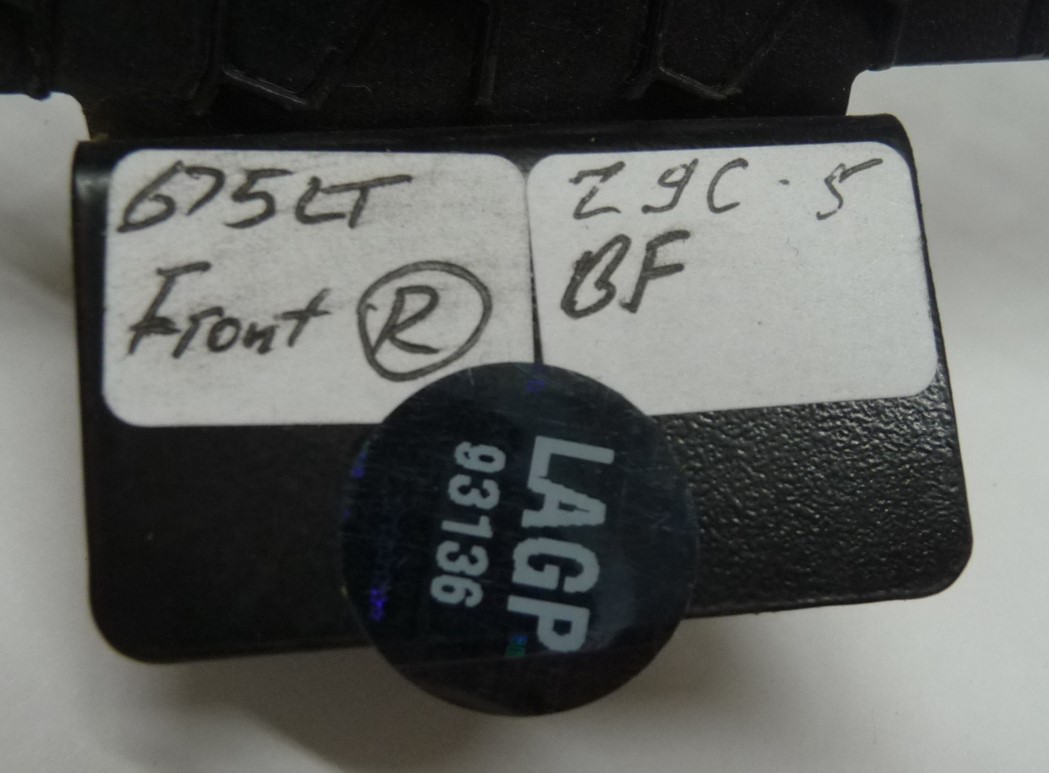 675LT
Front R
Z9C-5
BF
LAGP
93136